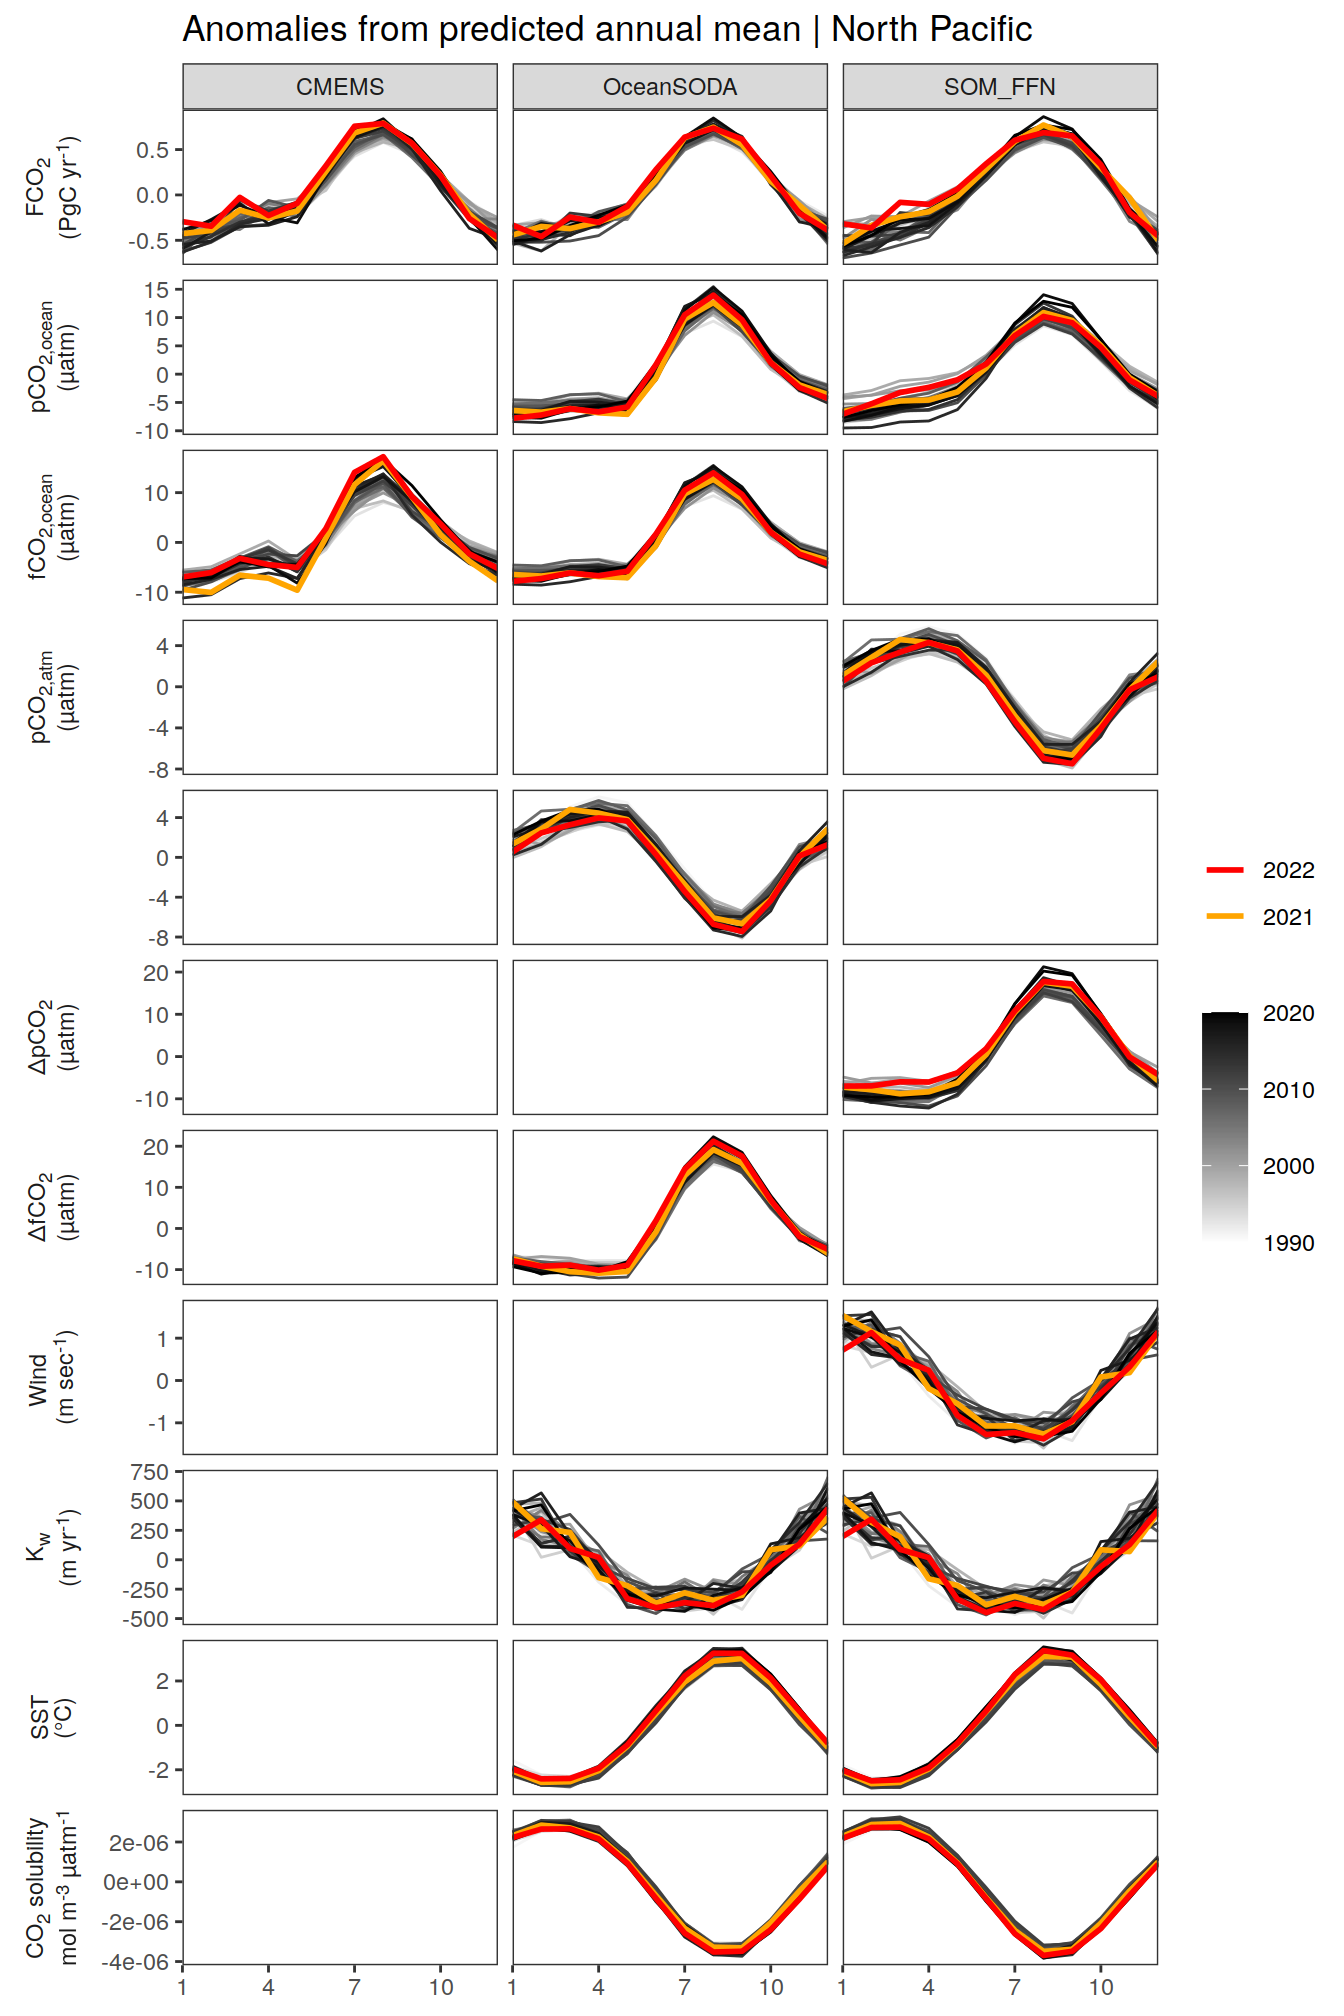 Anomalies from predicted annual mean | North Pacific
CMEMS OceanSODA SOM_FFN
FCO2
(PgC yr-1)
0.5
0.0
-0.5
pCO2,ocean
(µatm)
15
10
5
0
-5
-10
fCO2,ocean
(µatm)
10
0
-10
pCO2,atm
(µatm)
4
0
-4
-8
4
0
-4
-8
ΔpCO2
(µatm)
20
10
0
-10
ΔfCO2
(µatm)
20
10
0
-10
Wind
(m sec-1)
1
0
-1
Kw
(m yr-1)
750
500
250
0
-250
-500
SST
(°C)
2
0
-2
CO2 solubility
mol m-3 µatm-1
2e-06
0e+00
-2e-06
-4e-06
1 4 7 10 1 4 7 10 1 4 7 10
2022
2021
2020
2010
2000
1990